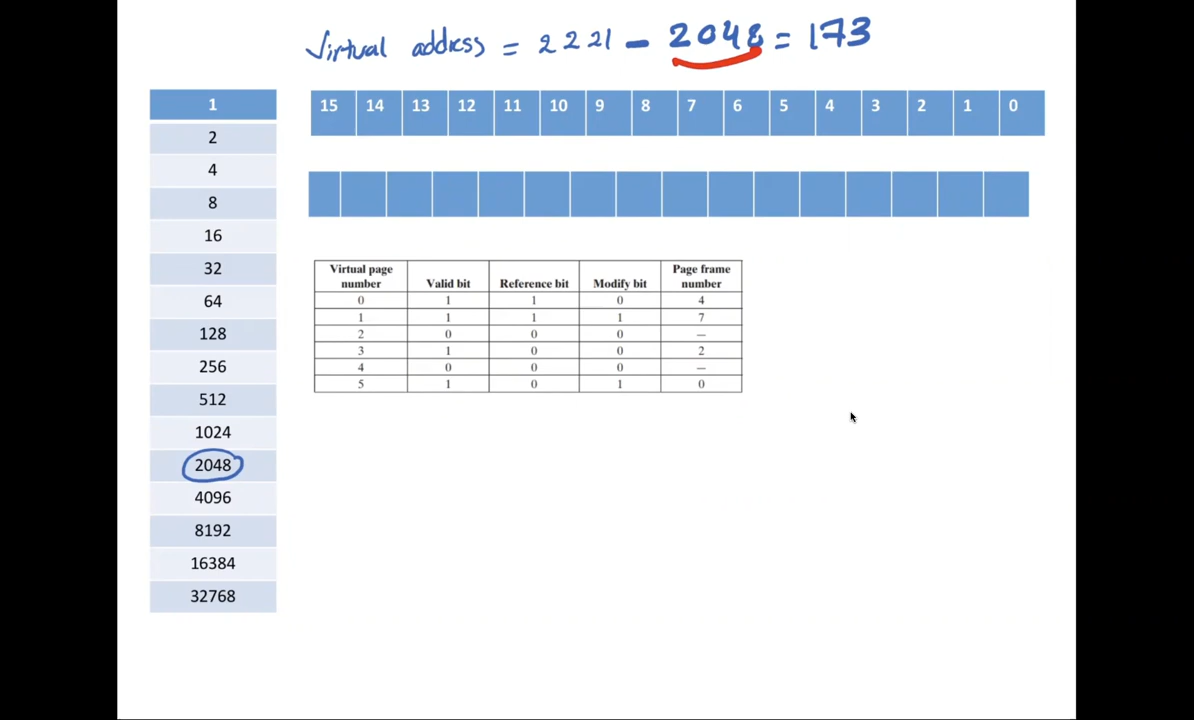 Virtual address = 2221 - 2048 = 173
1
2
4
8
16
32
64
128
256
512
1024
2048
4096
8192
16384
32768
15 14 13 12 11 10 9 8 7 6 5 4 3 2 1 0
Virtual page number Valid bit Reference bit Modify bit Page frame number
0 1 1 0 4
1 1 1 1 7
2 0 0 0 —
3 1 0 0 2
4 0 0 0 —
5 1 0 1 0